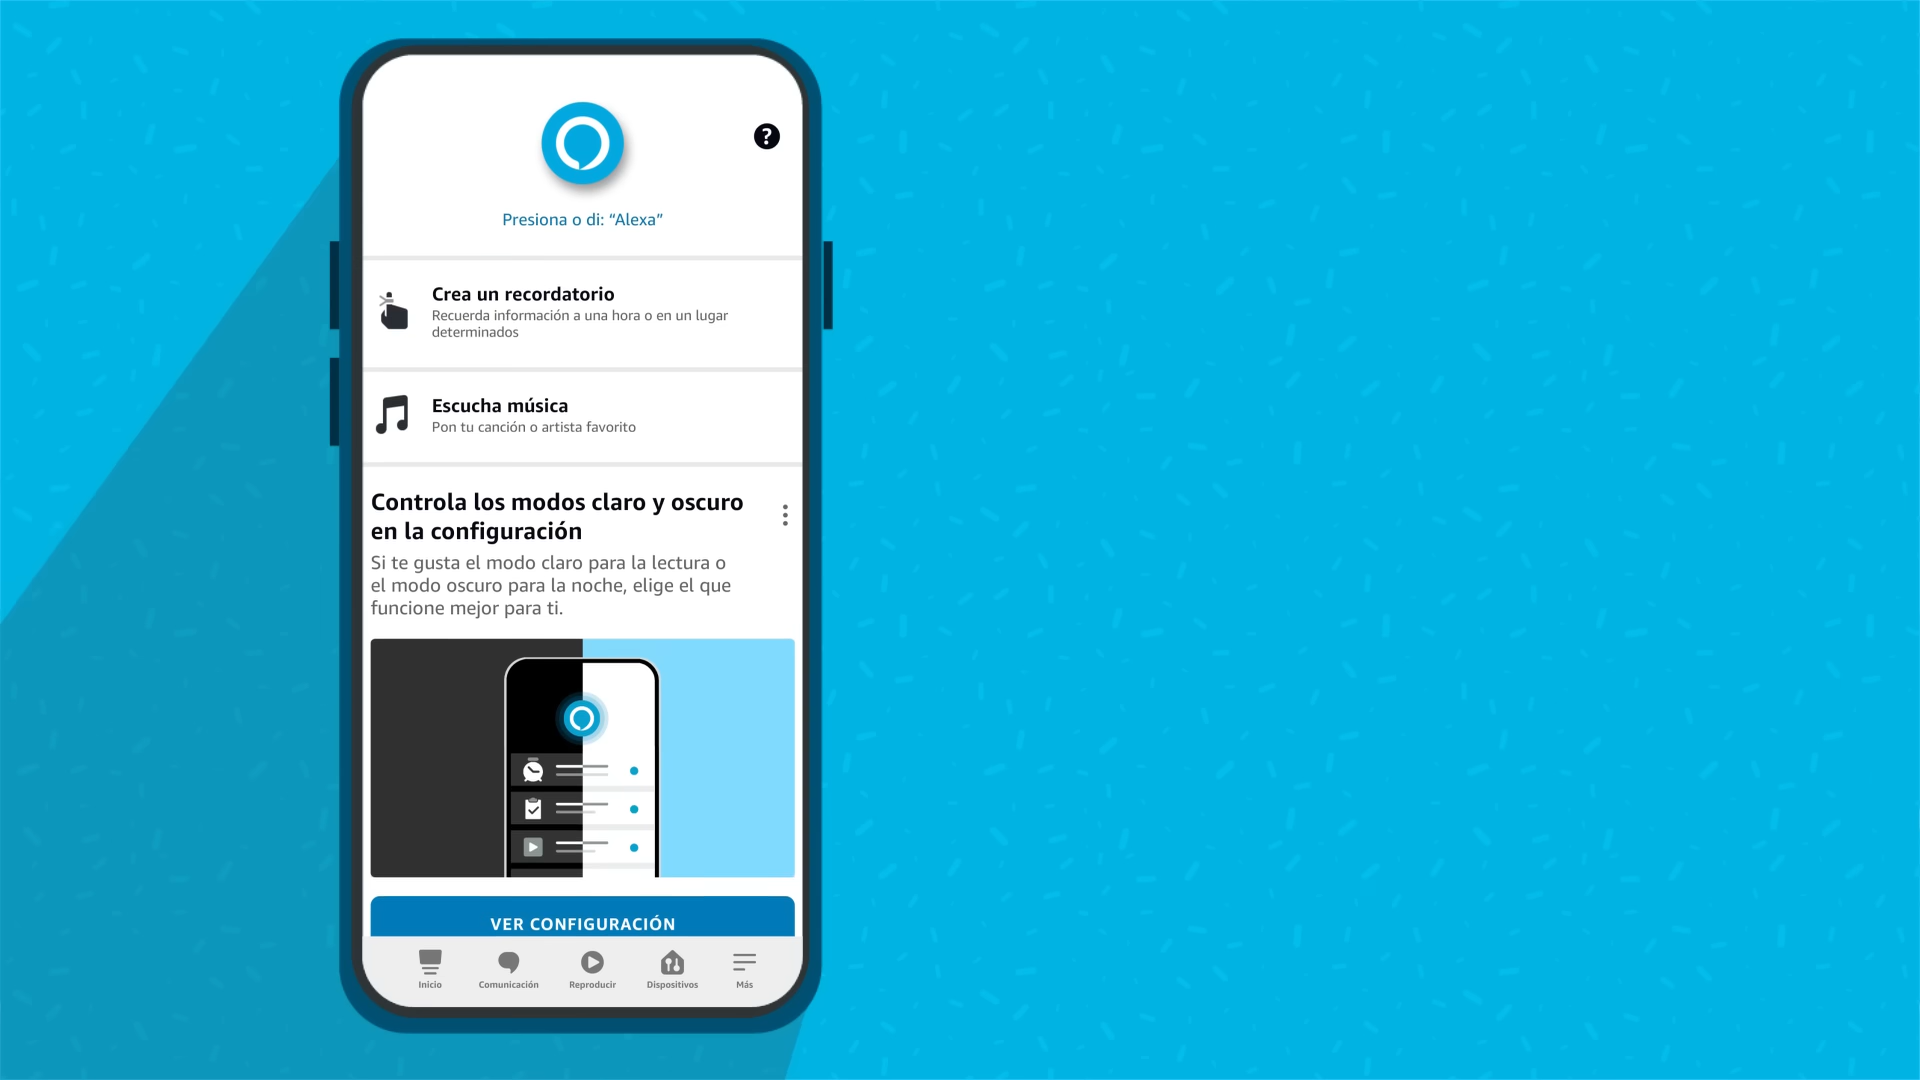 ?
Presiona o di: “Alexa”
Crea un recordatorio
Recuerda información a una hora o en un lugar
determinados
Escucha música
Pon tu canción o artista favorito
Controla los modos claro y oscuro
en la configuración
Si te gusta el modo claro para la lectura o
el modo oscuro para la noche, elige el que
funcione mejor para ti.
VER CONFIGURACIÓN
Inicio
Comunicación
Reproducir
Dispositivos
Más